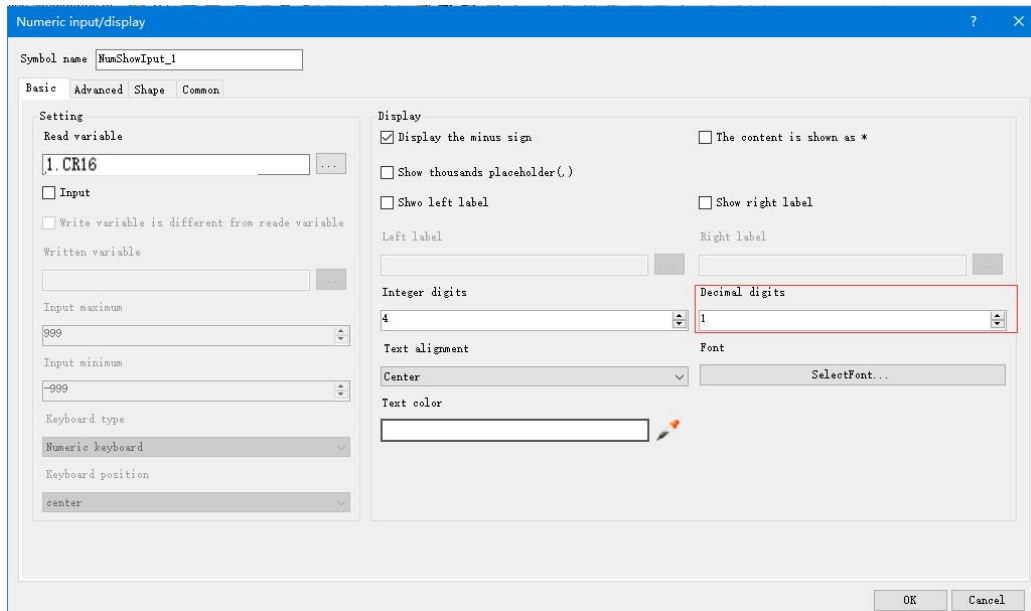 Numeric input/display ? ×
Symbol name NumShowIput_1
Basic Advanced Shape Common
Setting
Read variable
1.CR16 ...
Input
Write variable is different from reade variable
Written variable
...
Input maximum
999
Input minimum
-999
Keyboard type
Numeric keyboard
Keyboard position
center
Display
Display the minus sign
The content is shown as *
Show thousands placeholder(,)
Shwo left label
Show right label
Left label
Right label
...
...
Integer digits
Decimal digits
4
1
Text alignment
Font
Center
SelectFont...
Text color
OK Cancel